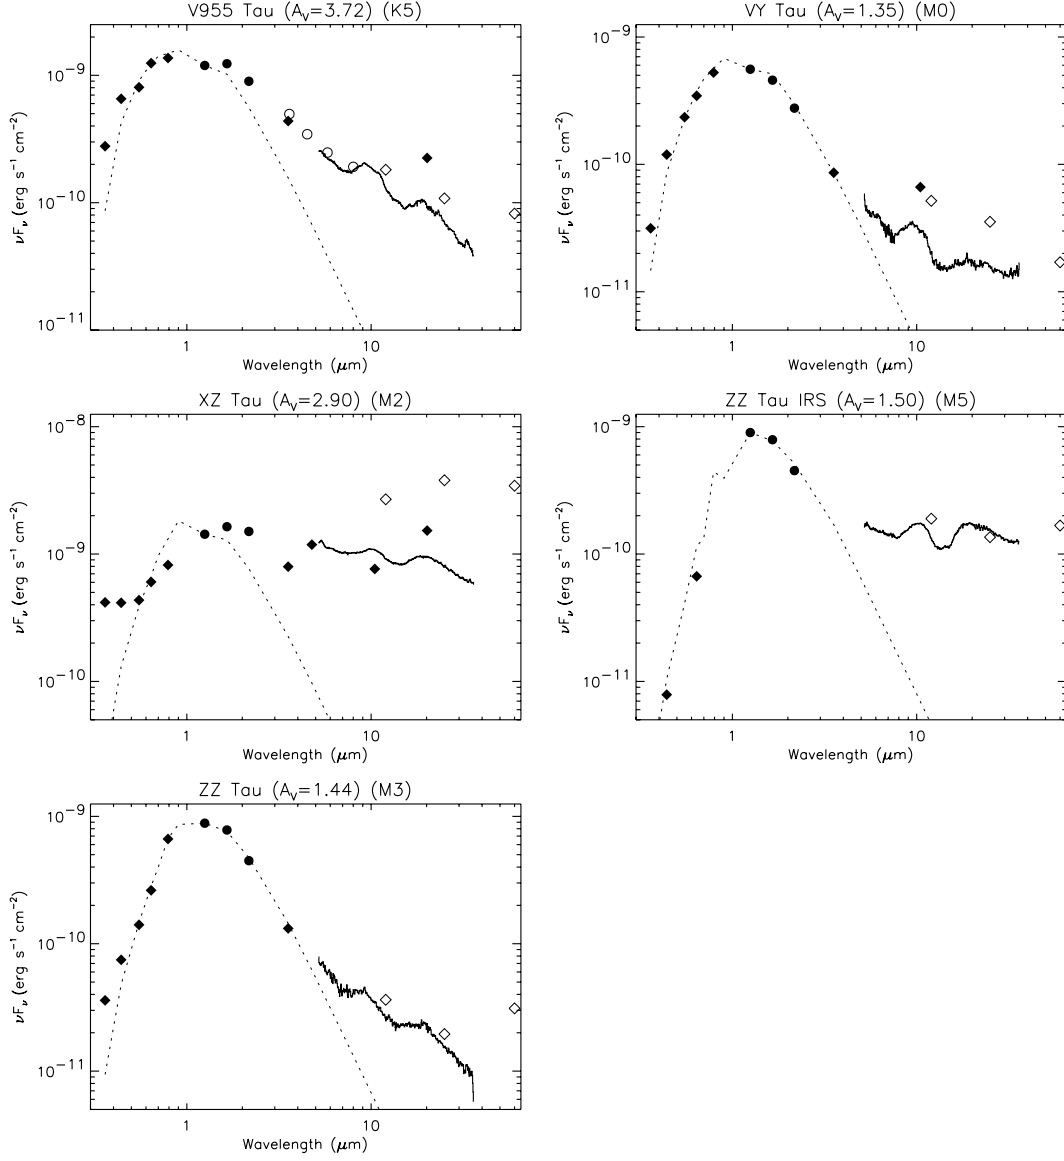 V955 Tau (A_V=3.72) (K5)
νF_ν (erg s⁻¹ cm⁻²)
10⁻⁹
10⁻¹⁰
10⁻¹¹
1 10
Wavelength (μm)
VY Tau (A_V=1.35) (M0)
νF_ν (erg s⁻¹ cm⁻²)
10⁻⁹
10⁻¹⁰
10⁻¹¹
1 10
Wavelength (μm)
XZ Tau (A_V=2.90) (M2)
νF_ν (erg s⁻¹ cm⁻²)
10⁻⁸
10⁻⁹
10⁻¹⁰
1 10
Wavelength (μm)
ZZ Tau IRS (A_V=1.50) (M5)
νF_ν (erg s⁻¹ cm⁻²)
10⁻⁹
10⁻¹⁰
10⁻¹¹
1 10
Wavelength (μm)
ZZ Tau (A_V=1.44) (M3)
νF_ν (erg s⁻¹ cm⁻²)
10⁻⁹
10⁻¹⁰
10⁻¹¹
1 10
Wavelength (μm)